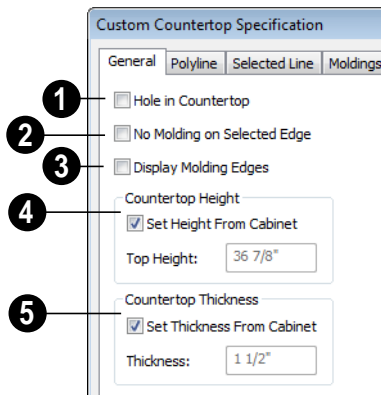 Custom Countertop Specification
General Polyline Selected Line Moldings
1 Hole in Countertop
2 No Molding on Selected Edge
3 Display Molding Edges
Countertop Height
4 Set Height From Cabinet
Top Height: 36 7/8"
Countertop Thickness
5 Set Thickness From Cabinet
Thickness: 1 1/2"